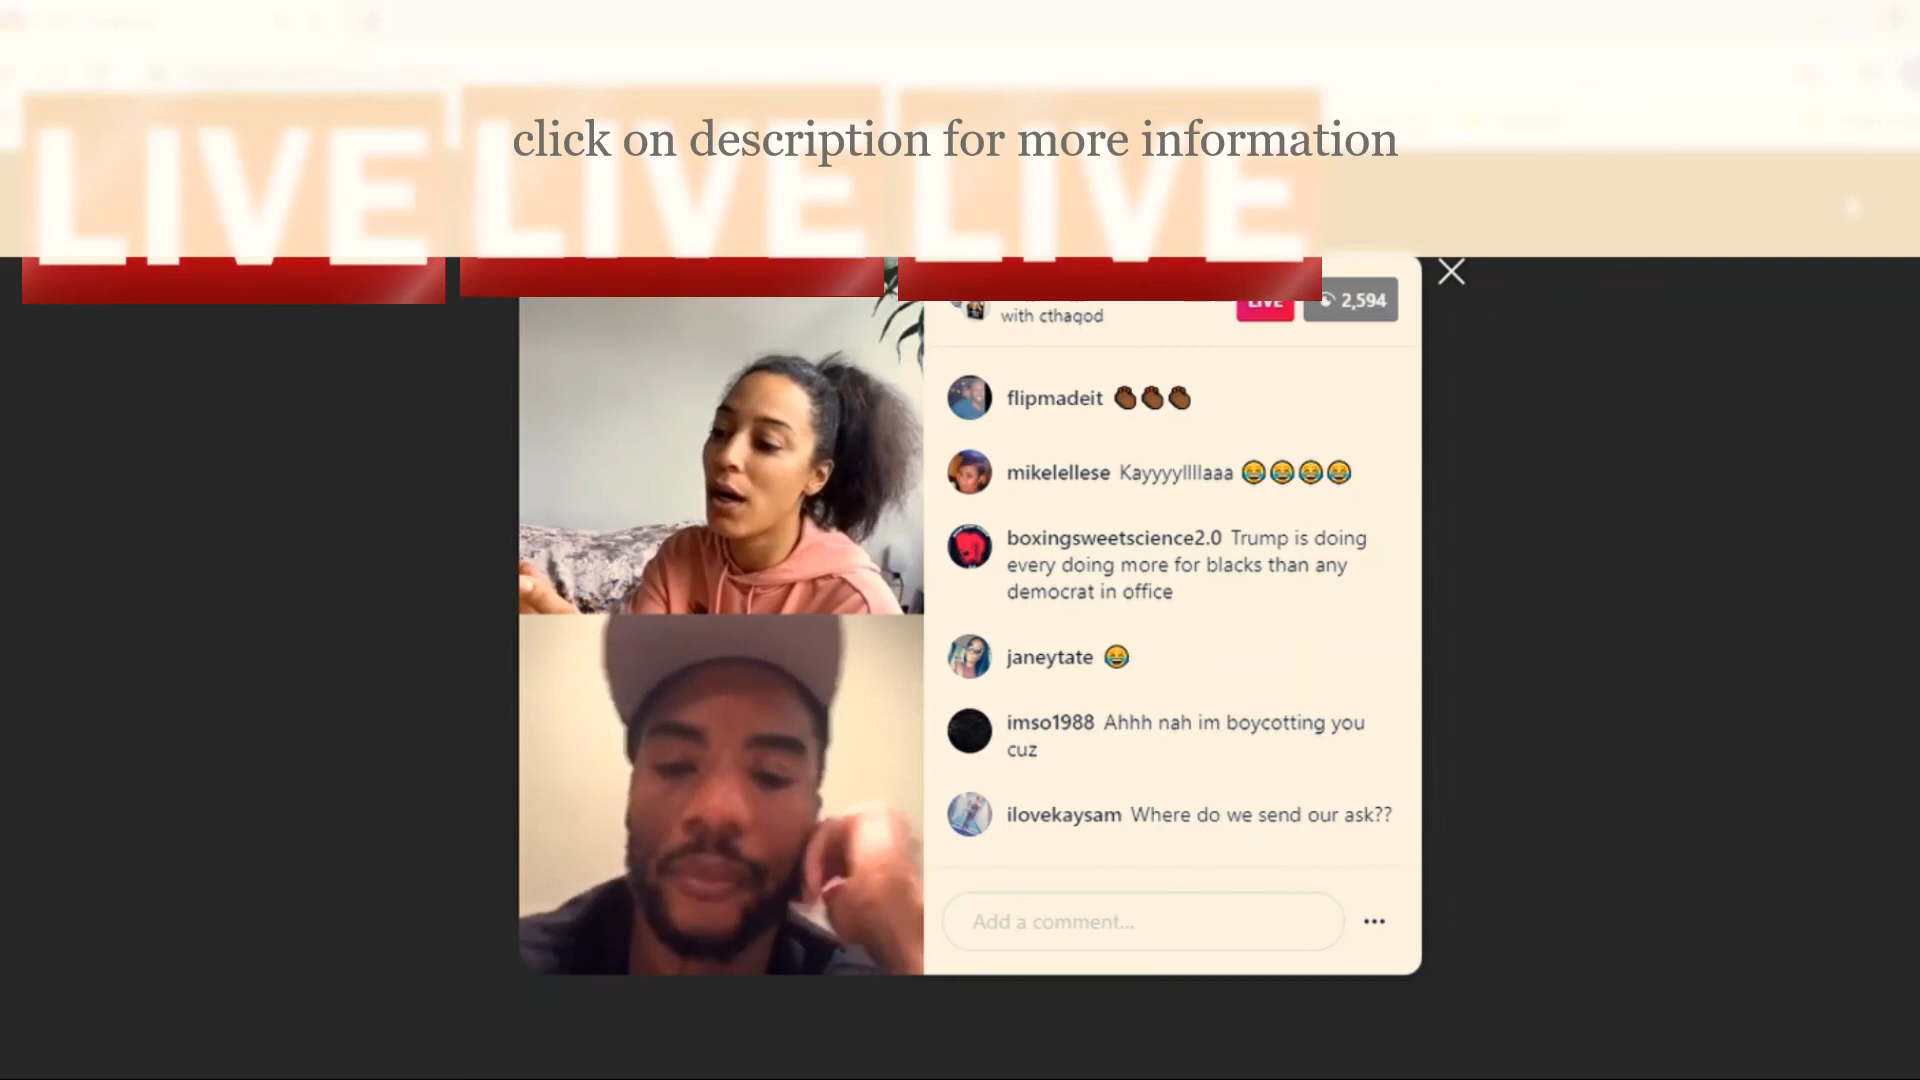 LIVE LIVE LIVE
click on description for more information
LIVE 2,594
with cthagod
flipmadeit
mikelellese Kayyyyllllaaa
boxingsweetscience2.0 Trump is doing
every doing more for blacks than any
democrat in office
janeytate
imso1988 Ahhh nah im boycotting you
cuz
ilovekaysam Where do we send our ask??
Add a comment...